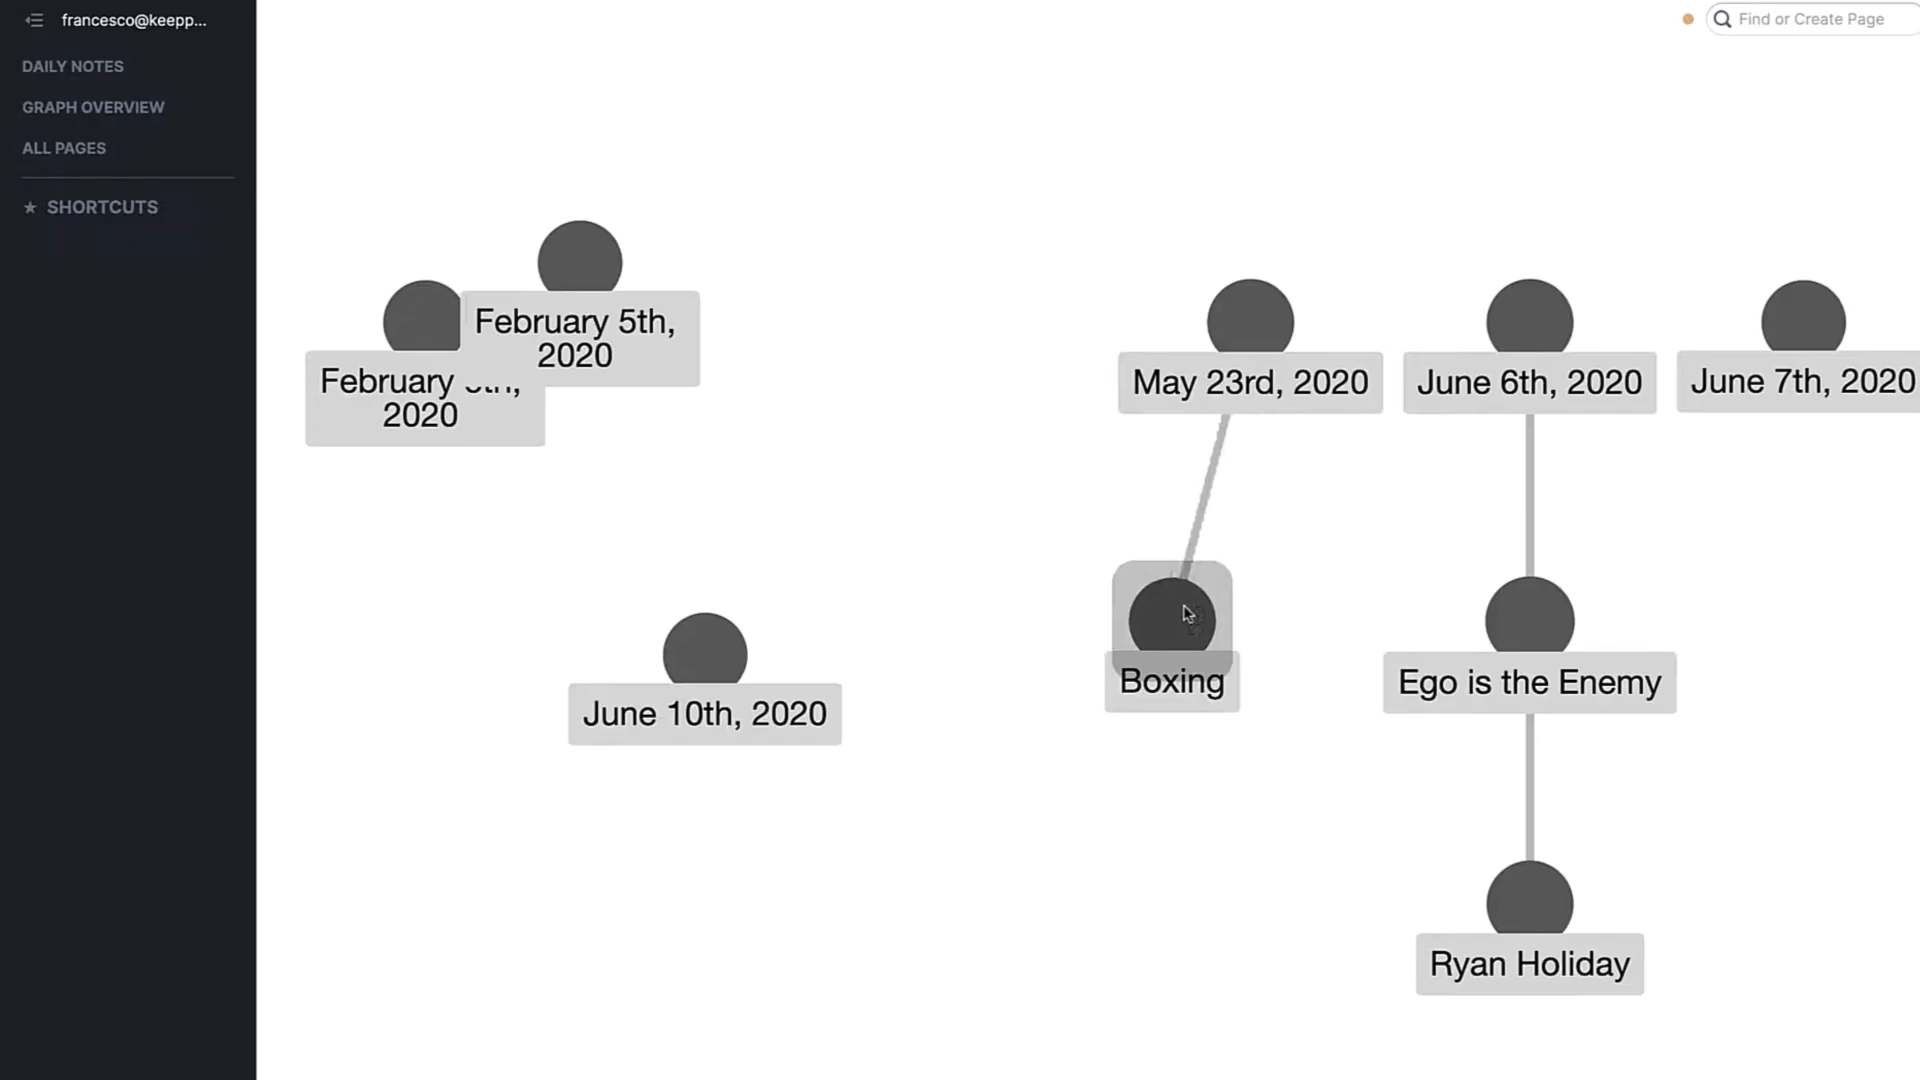 francesco@keepp...
DAILY NOTES
GRAPH OVERVIEW
ALL PAGES
★ SHORTCUTS
Find or Create Page
February 5th,
2020
February
2020
May 23rd, 2020
June 6th, 2020
June 7th, 2020
Boxing
Ego is the Enemy
June 10th, 2020
Ryan Holiday